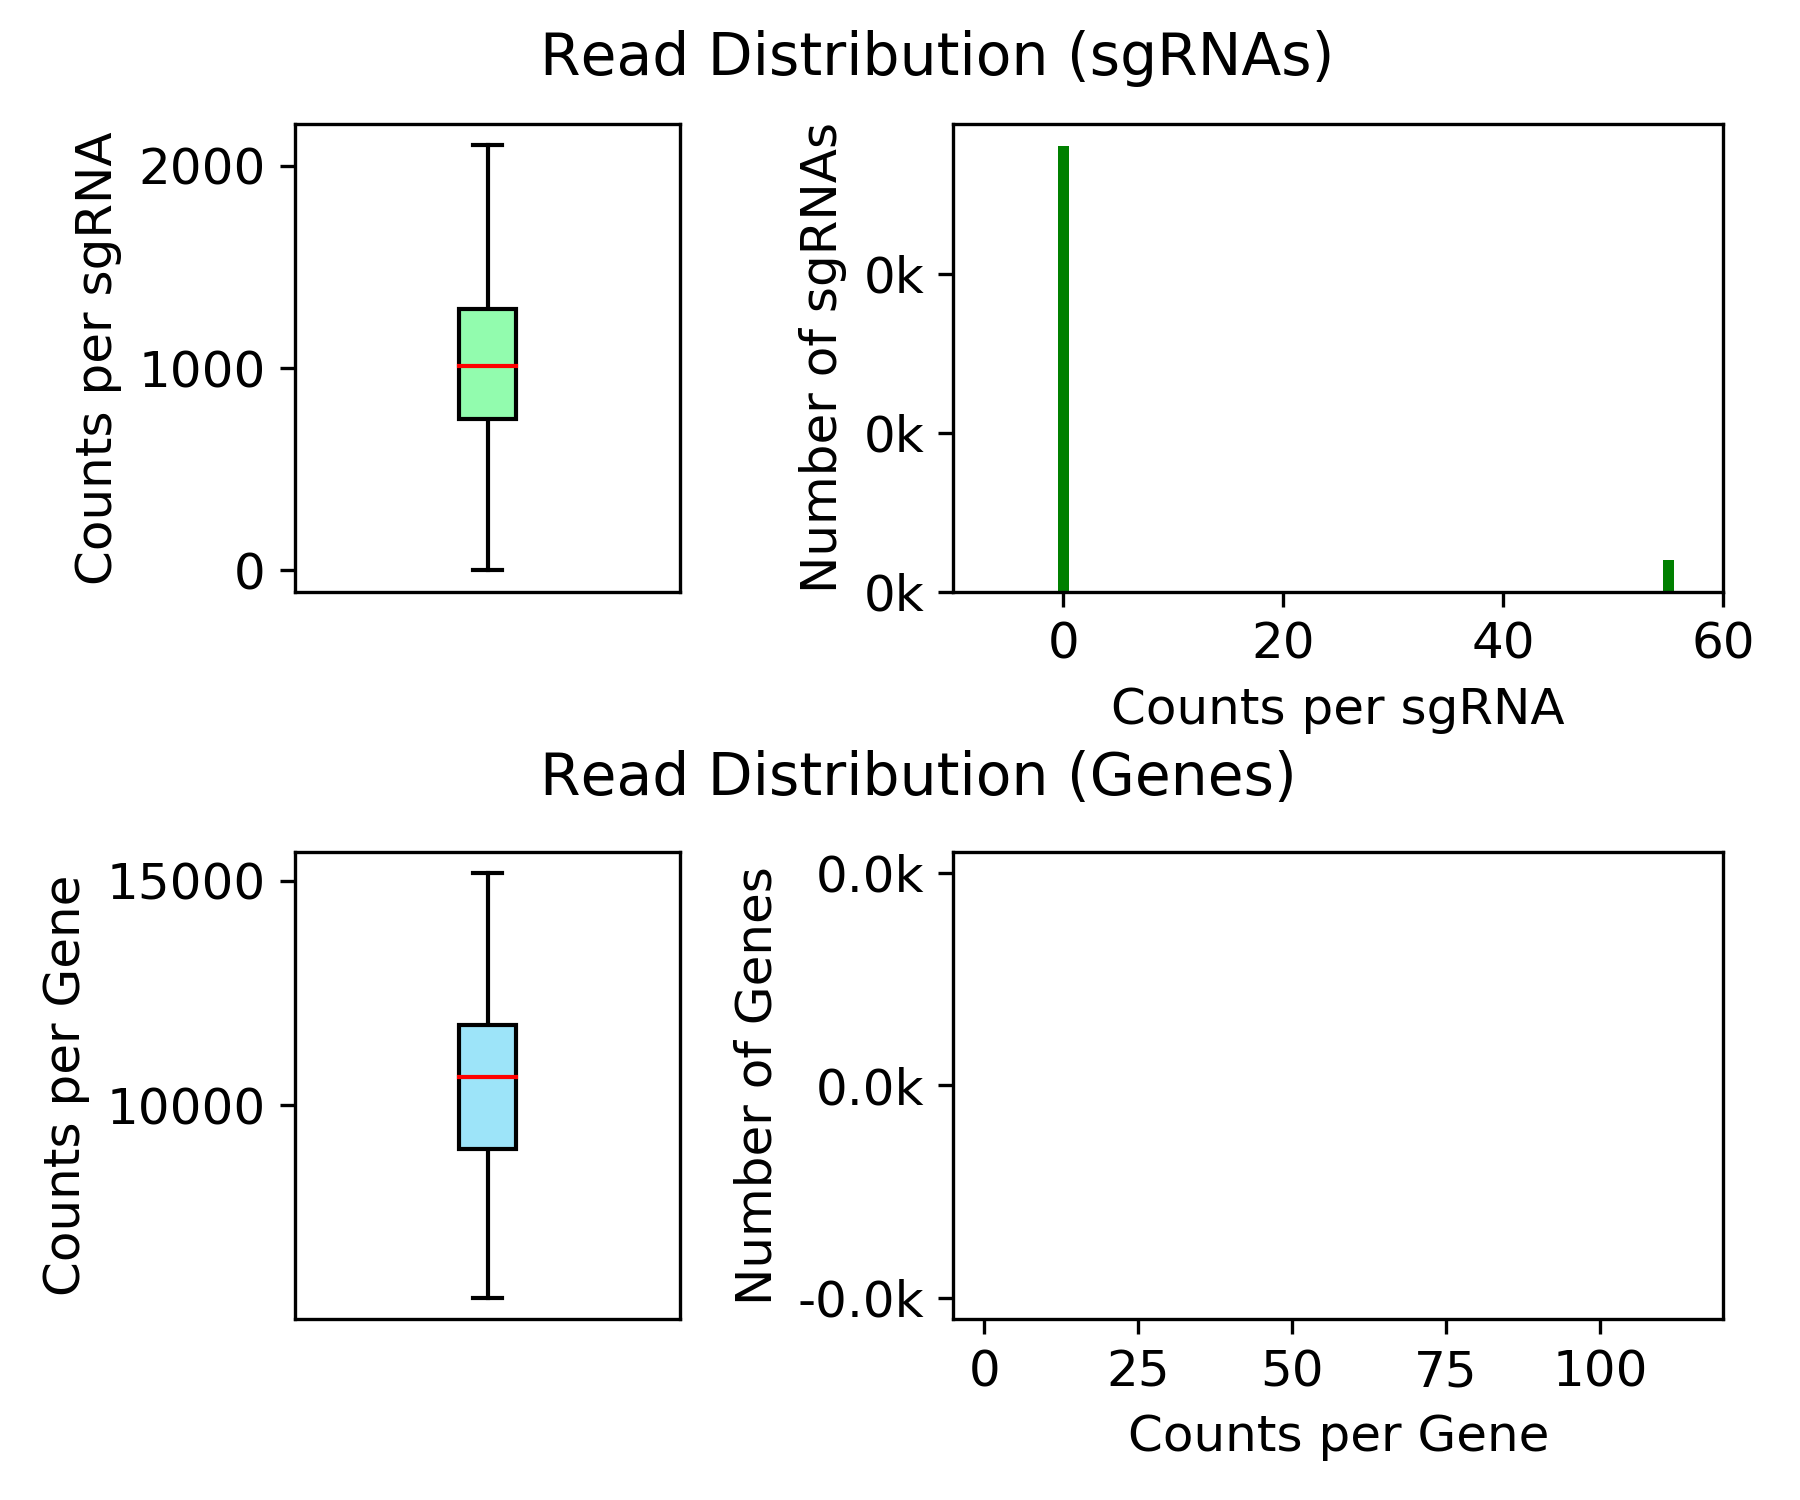 Read Distribution (sgRNAs)
Counts per sgRNA
2000
1000
0
Number of sgRNAs
0k
0k
0k
0
20
40
60
Counts per sgRNA
Read Distribution (Genes)
Counts per Gene
15000
10000
Number of Genes
0.0k
0.0k
-0.0k
0
25
50
75
100
Counts per Gene